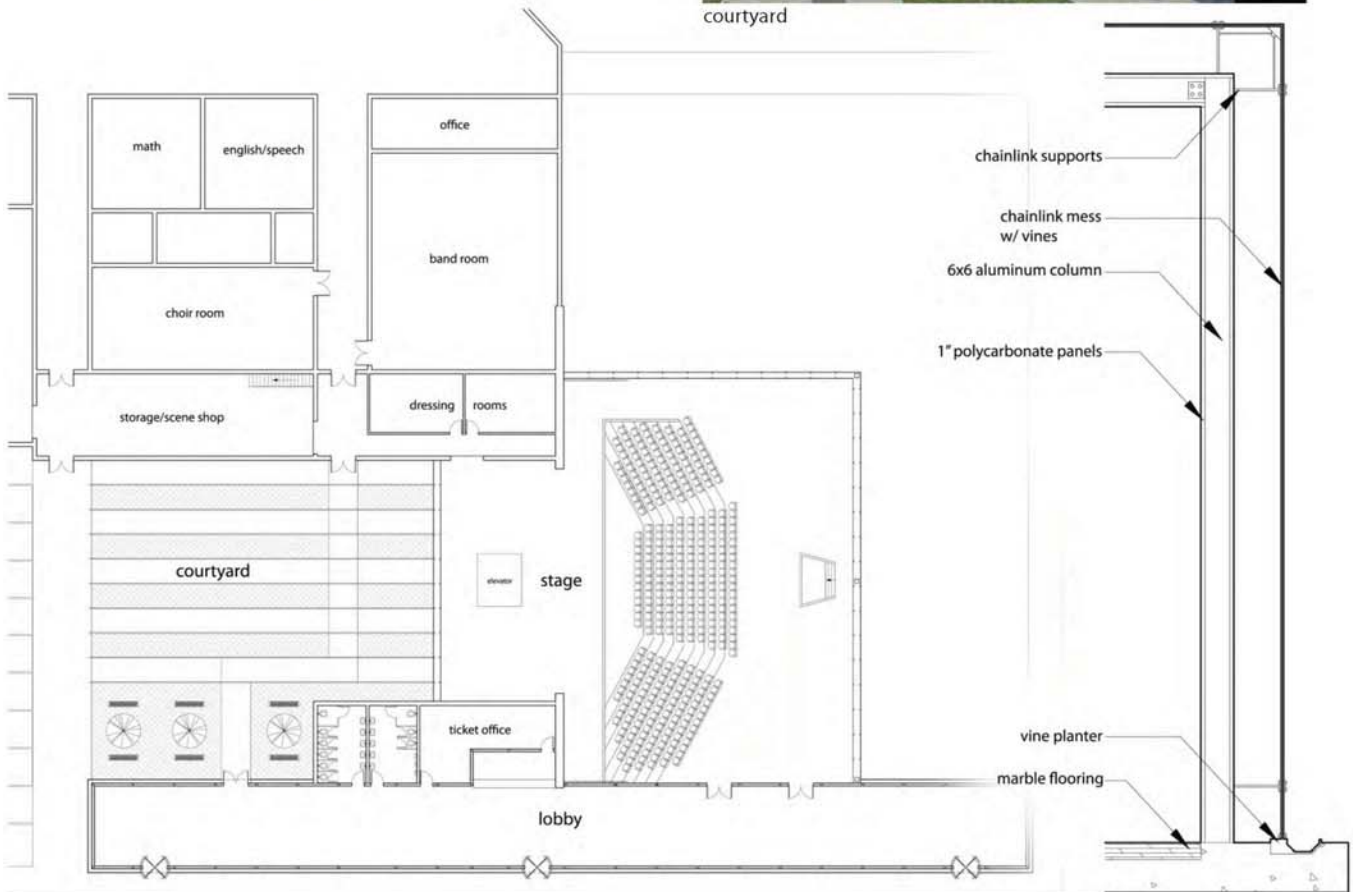 courtyard
math
english/speech
office
band room
choir room
storage/scene shop
dressing
rooms
courtyard
elevator
stage
ticket office
lobby
chainlink supports
chainlink mess
w/ vines
6x6 aluminum column
1" polycarbonate panels
vine planter
marble flooring